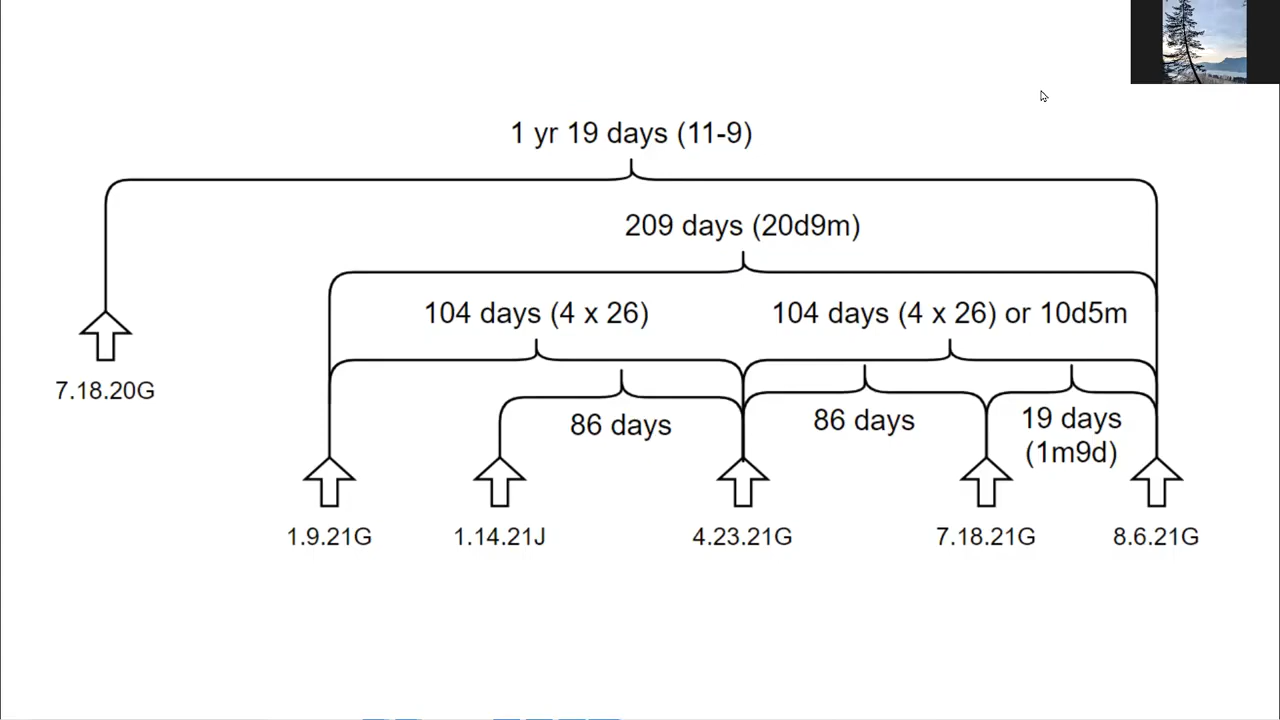 1 yr 19 days (11-9)
209 days (20d9m)
104 days (4 x 26)
104 days (4 x 26) or 10d5m
7.18.20G
86 days
86 days
19 days
(1m9d)
1.9.21G
1.14.21J
4.23.21G
7.18.21G
8.6.21G